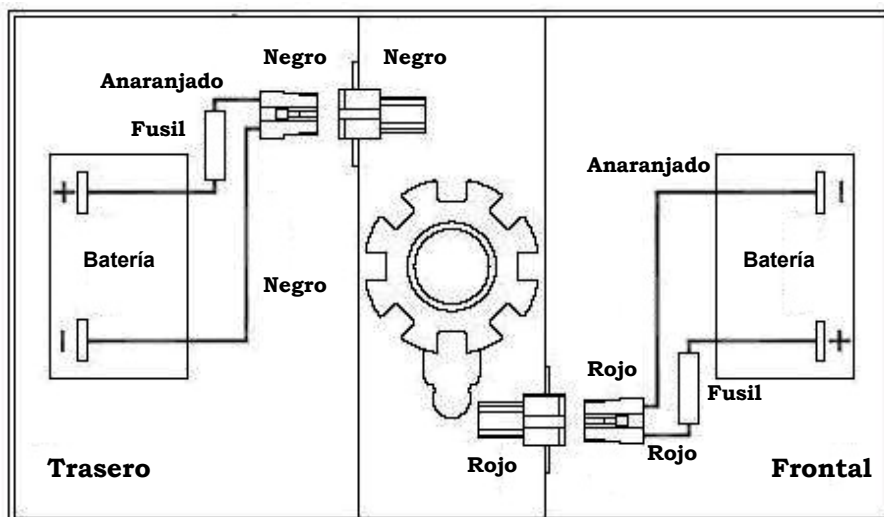 Negro
Negro
Anaranjado
Fusil
Anaranjado
+
-
Batería
Batería
Negro
-
+
Rojo
Fusil
Rojo
Rojo
Trasero
Frontal